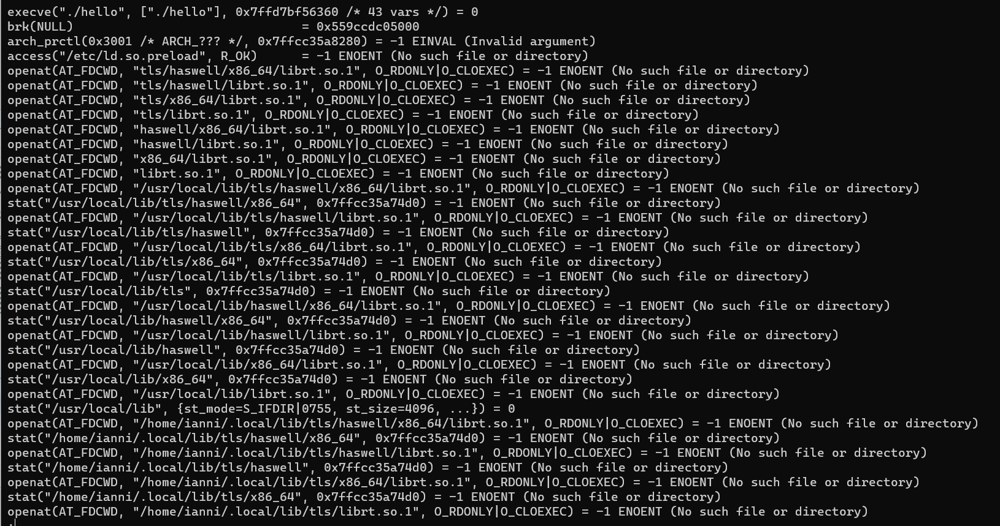 execve("./hello", ["./hello"], 0x7ffd7bf56360 /* 43 vars */) = 0
brk(NULL)                               = 0x559ccdc05000
arch_prctl(0x3001 /* ARCH_??? */, 0x7ffcc35a8280) = -1 EINVAL (Invalid argument)
access("/etc/ld.so.preload", R_OK)      = -1 ENOENT (No such file or directory)
openat(AT_FDCWD, "tls/haswell/x86_64/librt.so.1", O_RDONLY|O_CLOEXEC) = -1 ENOENT (No such file or directory)
openat(AT_FDCWD, "tls/haswell/librt.so.1", O_RDONLY|O_CLOEXEC) = -1 ENOENT (No such file or directory)
openat(AT_FDCWD, "tls/x86_64/librt.so.1", O_RDONLY|O_CLOEXEC) = -1 ENOENT (No such file or directory)
openat(AT_FDCWD, "tls/librt.so.1", O_RDONLY|O_CLOEXEC) = -1 ENOENT (No such file or directory)
openat(AT_FDCWD, "haswell/x86_64/librt.so.1", O_RDONLY|O_CLOEXEC) = -1 ENOENT (No such file or directory)
openat(AT_FDCWD, "haswell/librt.so.1", O_RDONLY|O_CLOEXEC) = -1 ENOENT (No such file or directory)
openat(AT_FDCWD, "x86_64/librt.so.1", O_RDONLY|O_CLOEXEC) = -1 ENOENT (No such file or directory)
openat(AT_FDCWD, "librt.so.1", O_RDONLY|O_CLOEXEC) = -1 ENOENT (No such file or directory)
openat(AT_FDCWD, "/usr/local/lib/tls/haswell/x86_64/librt.so.1", O_RDONLY|O_CLOEXEC) = -1 ENOENT (No such file or directory)
stat("/usr/local/lib/tls/haswell/x86_64", 0x7ffcc35a74d0) = -1 ENOENT (No such file or directory)
openat(AT_FDCWD, "/usr/local/lib/tls/haswell/librt.so.1", O_RDONLY|O_CLOEXEC) = -1 ENOENT (No such file or directory)
stat("/usr/local/lib/tls/haswell", 0x7ffcc35a74d0) = -1 ENOENT (No such file or directory)
openat(AT_FDCWD, "/usr/local/lib/tls/x86_64/librt.so.1", O_RDONLY|O_CLOEXEC) = -1 ENOENT (No such file or directory)
stat("/usr/local/lib/tls/x86_64", 0x7ffcc35a74d0) = -1 ENOENT (No such file or directory)
openat(AT_FDCWD, "/usr/local/lib/tls/librt.so.1", O_RDONLY|O_CLOEXEC) = -1 ENOENT (No such file or directory)
stat("/usr/local/lib/tls", 0x7ffcc35a74d0) = -1 ENOENT (No such file or directory)
openat(AT_FDCWD, "/usr/local/lib/haswell/x86_64/librt.so.1", O_RDONLY|O_CLOEXEC) = -1 ENOENT (No such file or directory)
stat("/usr/local/lib/haswell/x86_64", 0x7ffcc35a74d0) = -1 ENOENT (No such file or directory)
openat(AT_FDCWD, "/usr/local/lib/haswell/librt.so.1", O_RDONLY|O_CLOEXEC) = -1 ENOENT (No such file or directory)
stat("/usr/local/lib/haswell", 0x7ffcc35a74d0) = -1 ENOENT (No such file or directory)
openat(AT_FDCWD, "/usr/local/lib/x86_64/librt.so.1", O_RDONLY|O_CLOEXEC) = -1 ENOENT (No such file or directory)
stat("/usr/local/lib/x86_64", 0x7ffcc35a74d0) = -1 ENOENT (No such file or directory)
openat(AT_FDCWD, "/usr/local/lib/librt.so.1", O_RDONLY|O_CLOEXEC) = -1 ENOENT (No such file or directory)
stat("/usr/local/lib", {st_mode=S_IFDIR|0755, st_size=4096, ...}) = 0
openat(AT_FDCWD, "/home/ianni/.local/lib/tls/haswell/x86_64/librt.so.1", O_RDONLY|O_CLOEXEC) = -1 ENOENT (No such file or directory)
stat("/home/ianni/.local/lib/tls/haswell/x86_64", 0x7ffcc35a74d0) = -1 ENOENT (No such file or directory)
openat(AT_FDCWD, "/home/ianni/.local/lib/tls/haswell/librt.so.1", O_RDONLY|O_CLOEXEC) = -1 ENOENT (No such file or directory)
stat("/home/ianni/.local/lib/tls/haswell", 0x7ffcc35a74d0) = -1 ENOENT (No such file or directory)
openat(AT_FDCWD, "/home/ianni/.local/lib/tls/x86_64/librt.so.1", O_RDONLY|O_CLOEXEC) = -1 ENOENT (No such file or directory)
stat("/home/ianni/.local/lib/tls/x86_64", 0x7ffcc35a74d0) = -1 ENOENT (No such file or directory)
openat(AT_FDCWD, "/home/ianni/.local/lib/tls/librt.so.1", O_RDONLY|O_CLOEXEC) = -1 ENOENT (No such file or directory)